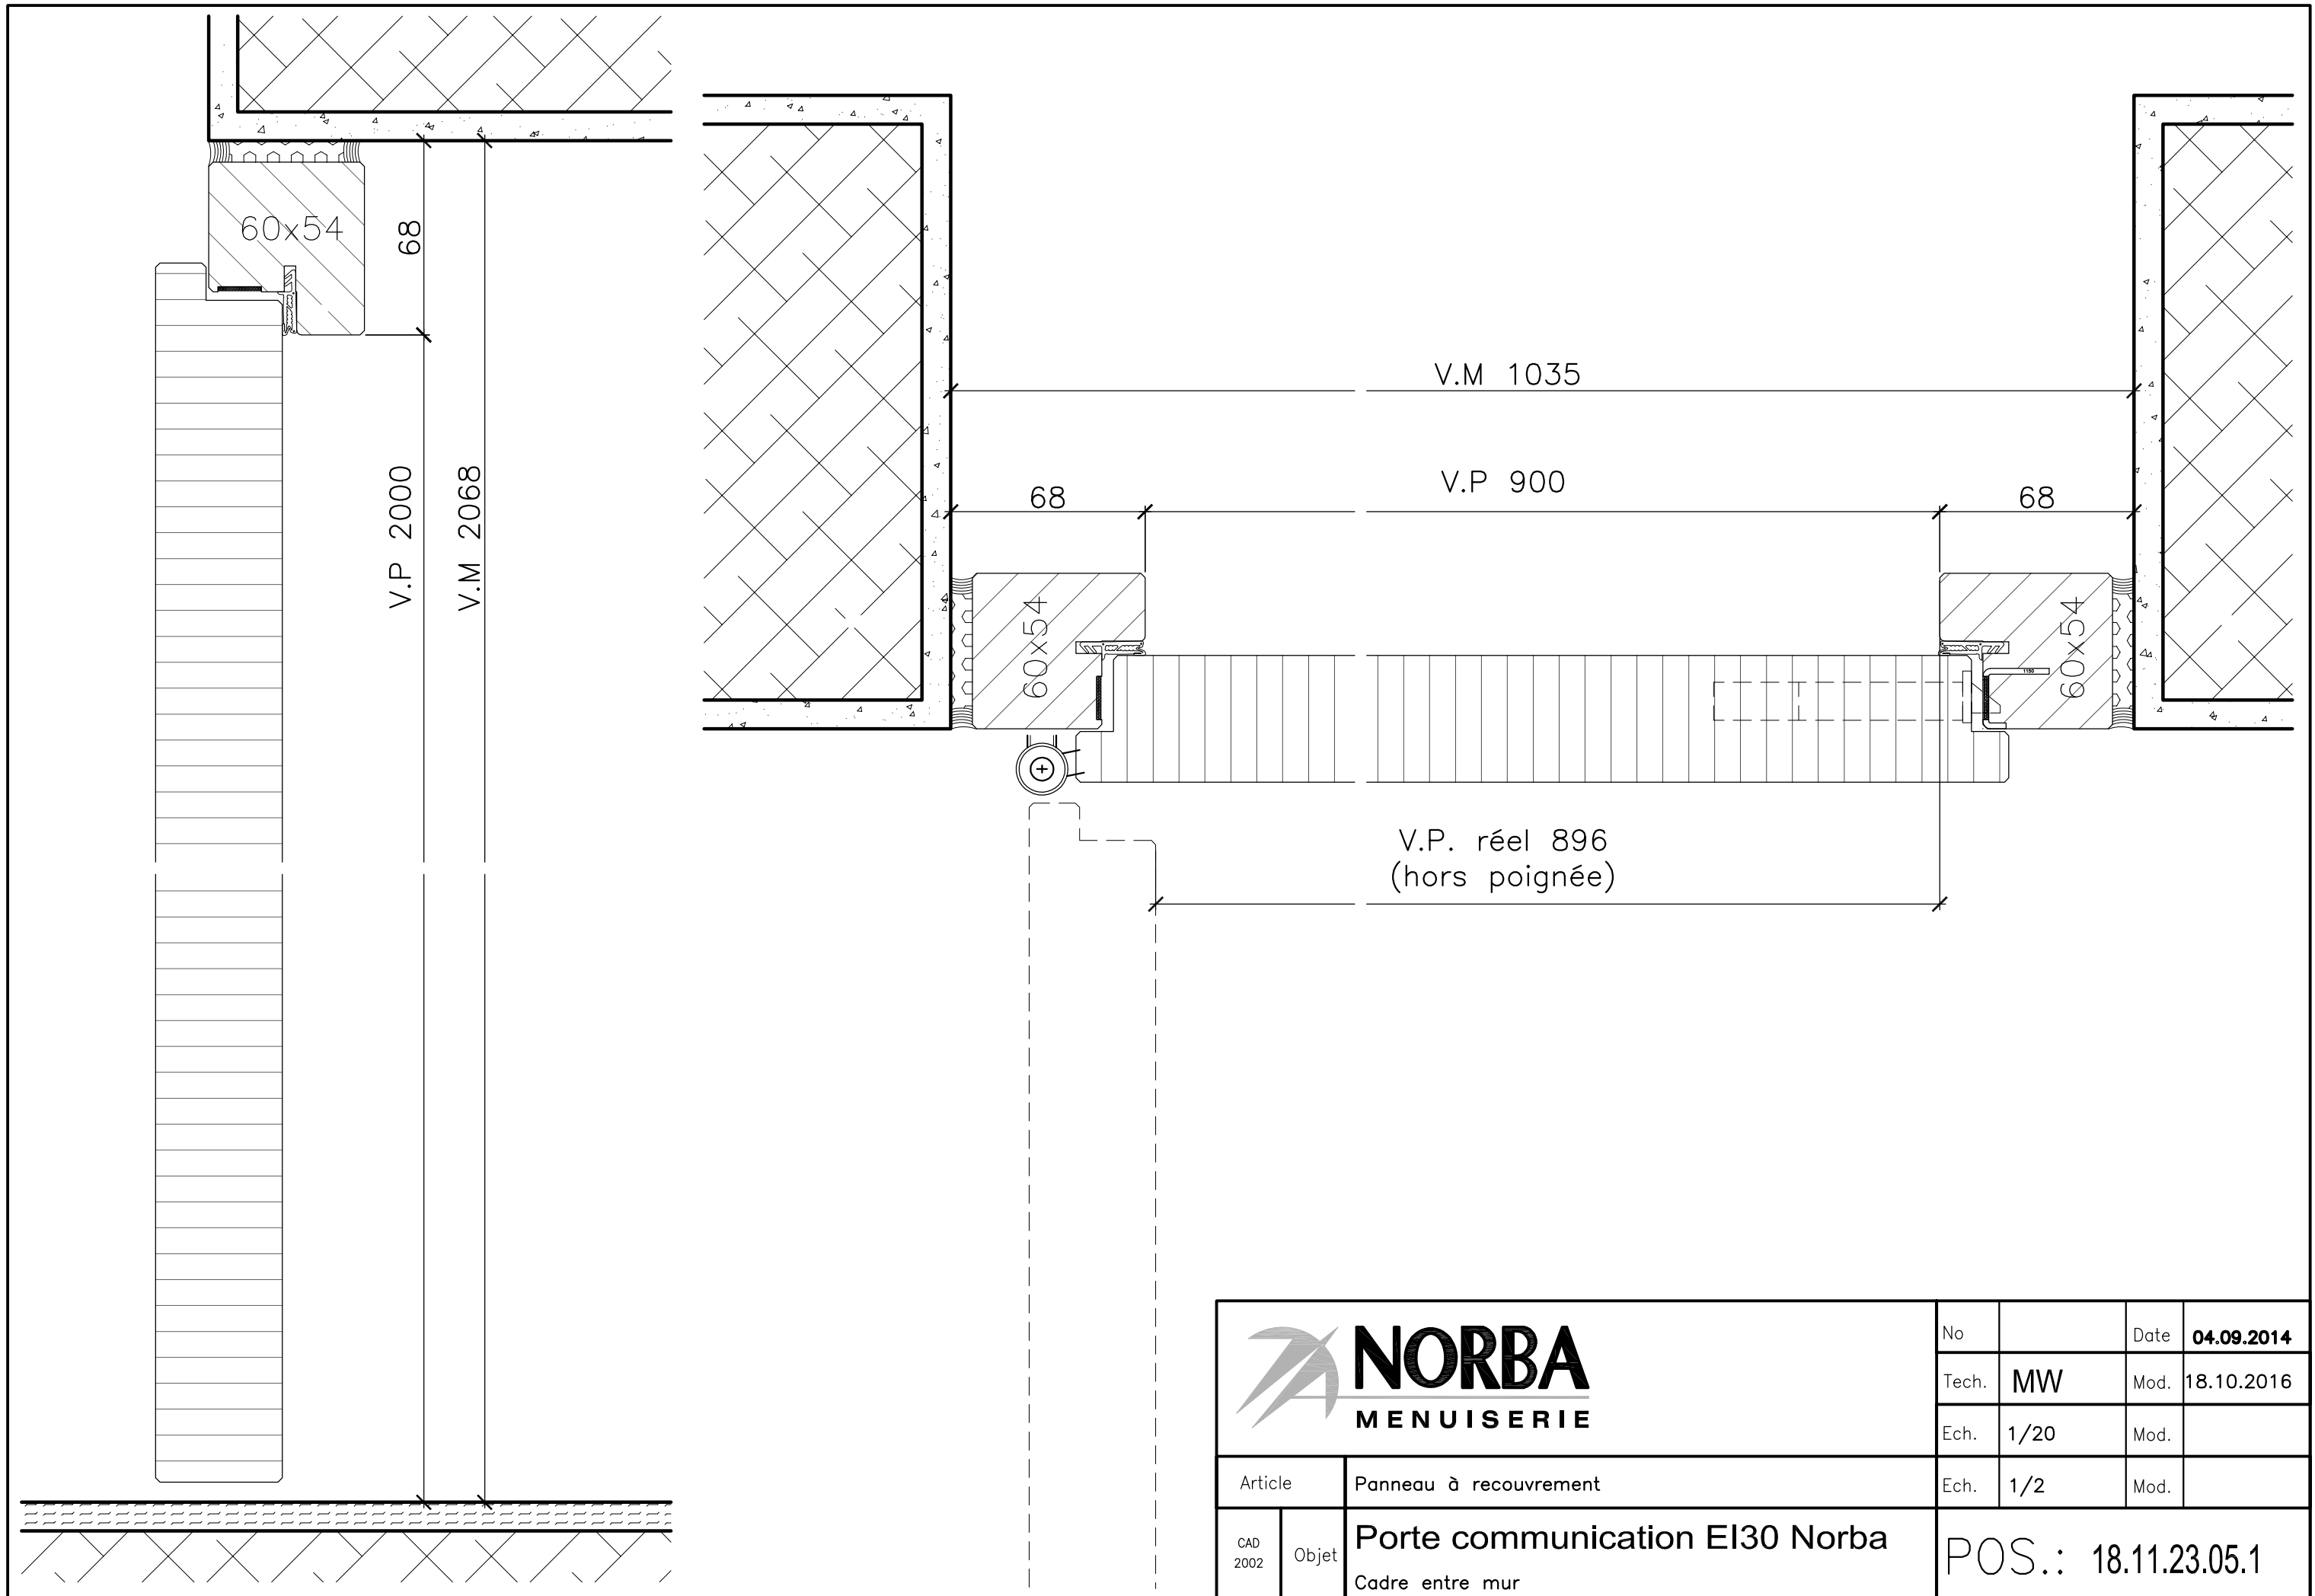 60x54
68
V.P 2000
V.M 2068
V.M 1035
V.P 900
68
68
60x54
60x54
1150
V.P. réel 896
(hors poignée)
NORBA
MENUISERIE
No
Date 04.09.2014
Tech. MW Mod. 18.10.2016
Ech. 1/20 Mod.
Article Panneau à recouvrement
Ech. 1/2 Mod.
CAD
2002
Objet
Porte communication EI30 Norba
Cadre entre mur
POS.: 18.11.23.05.1